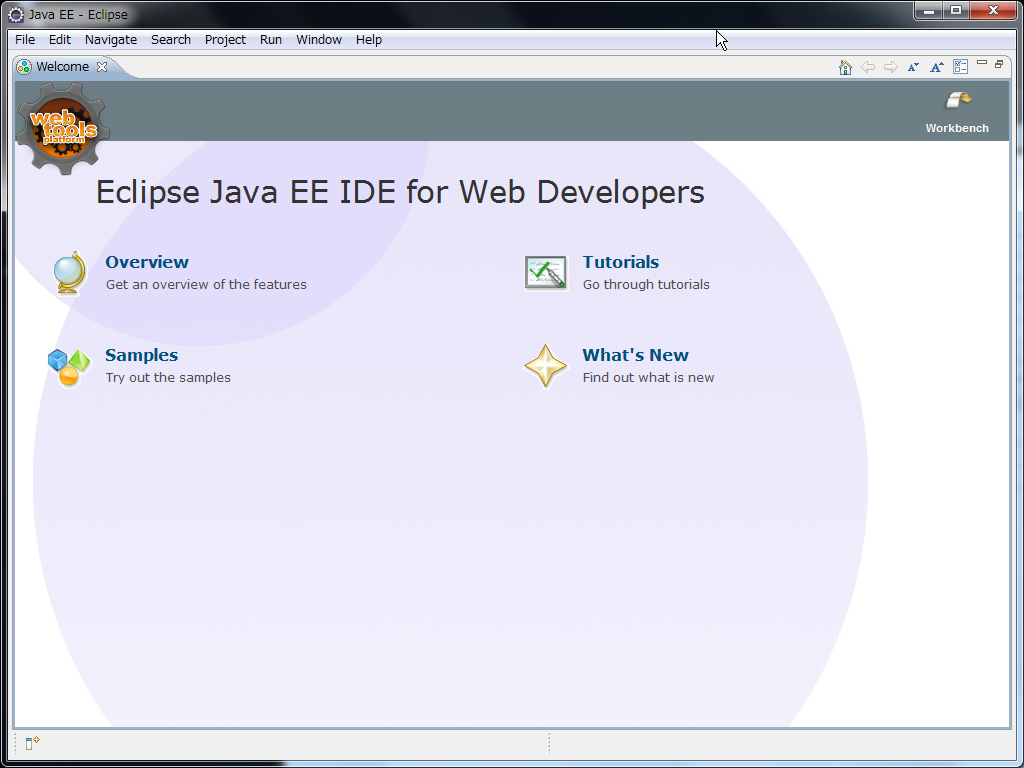 Java EE - Eclipse
File Edit Navigate Search Project Run Window Help
Welcome
A A
web
tools
platform
Workbench
Eclipse Java EE IDE for Web Developers
Overview
Get an overview of the features
Tutorials
Go through tutorials
Samples
Try out the samples
What's New
Find out what is new